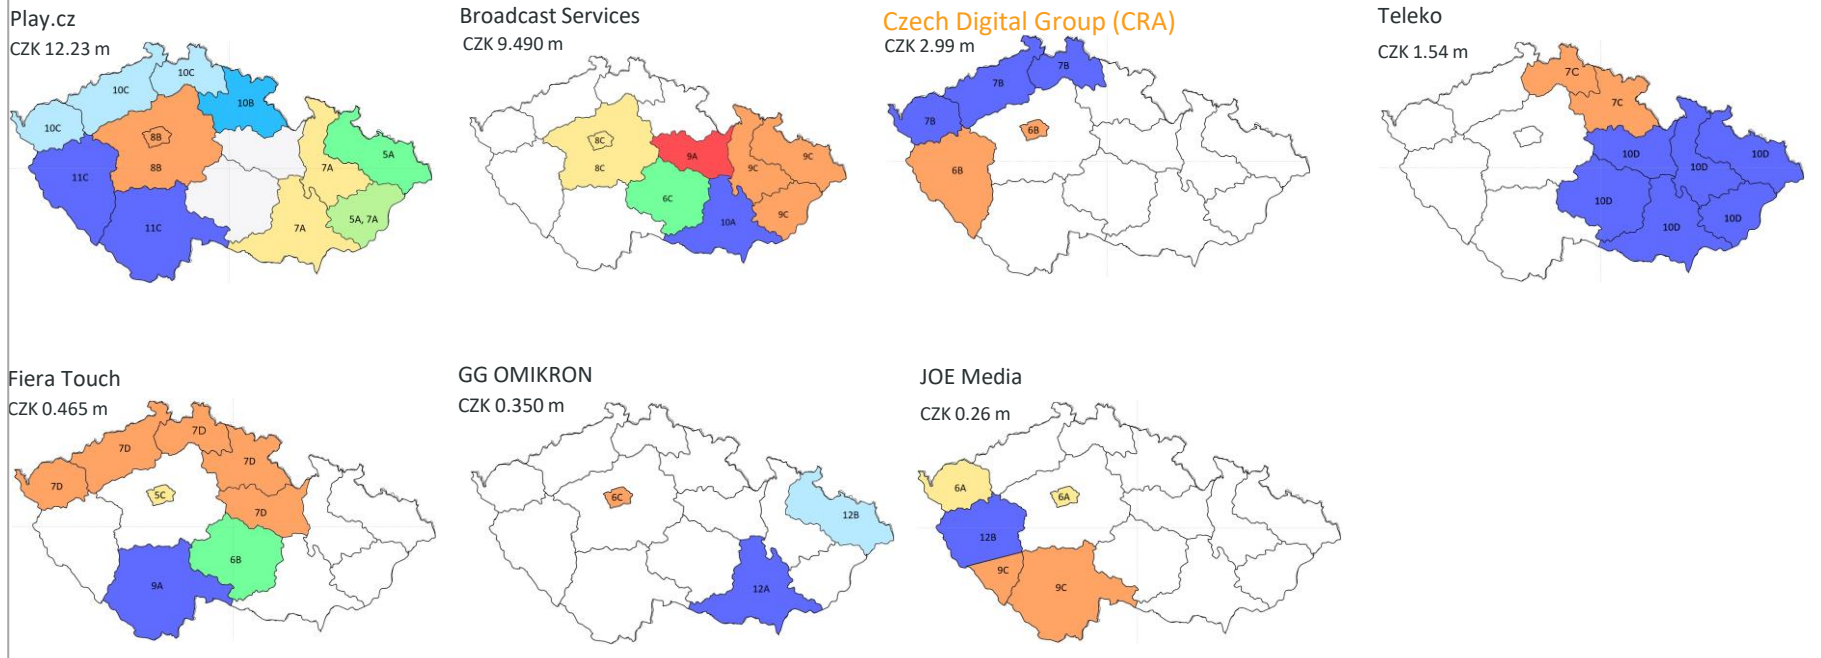 Play.cz
CZK 12.23 m
10C
10C
10C
10B
8B
8B
11C
11C
7A
7A
5A
5A, 7A
Broadcast Services
CZK 9.490 m
8C
8C
9A
6C
10A
9C
9C
9C
Czech Digital Group (CRA)
CZK 2.99 m
7B
7B
7B
6B
6B
Teleko
CZK 1.54 m
7C
7C
10D
10D
10D
10D
10D
10D
Fiera Touch
CZK 0.465 m
7D
7D
7D
7D
7D
5C
6B
9A
GG OMIKRON
CZK 0.350 m
6C
12B
12A
JOE Media
CZK 0.26 m
6A
6A
12B
9C
9C